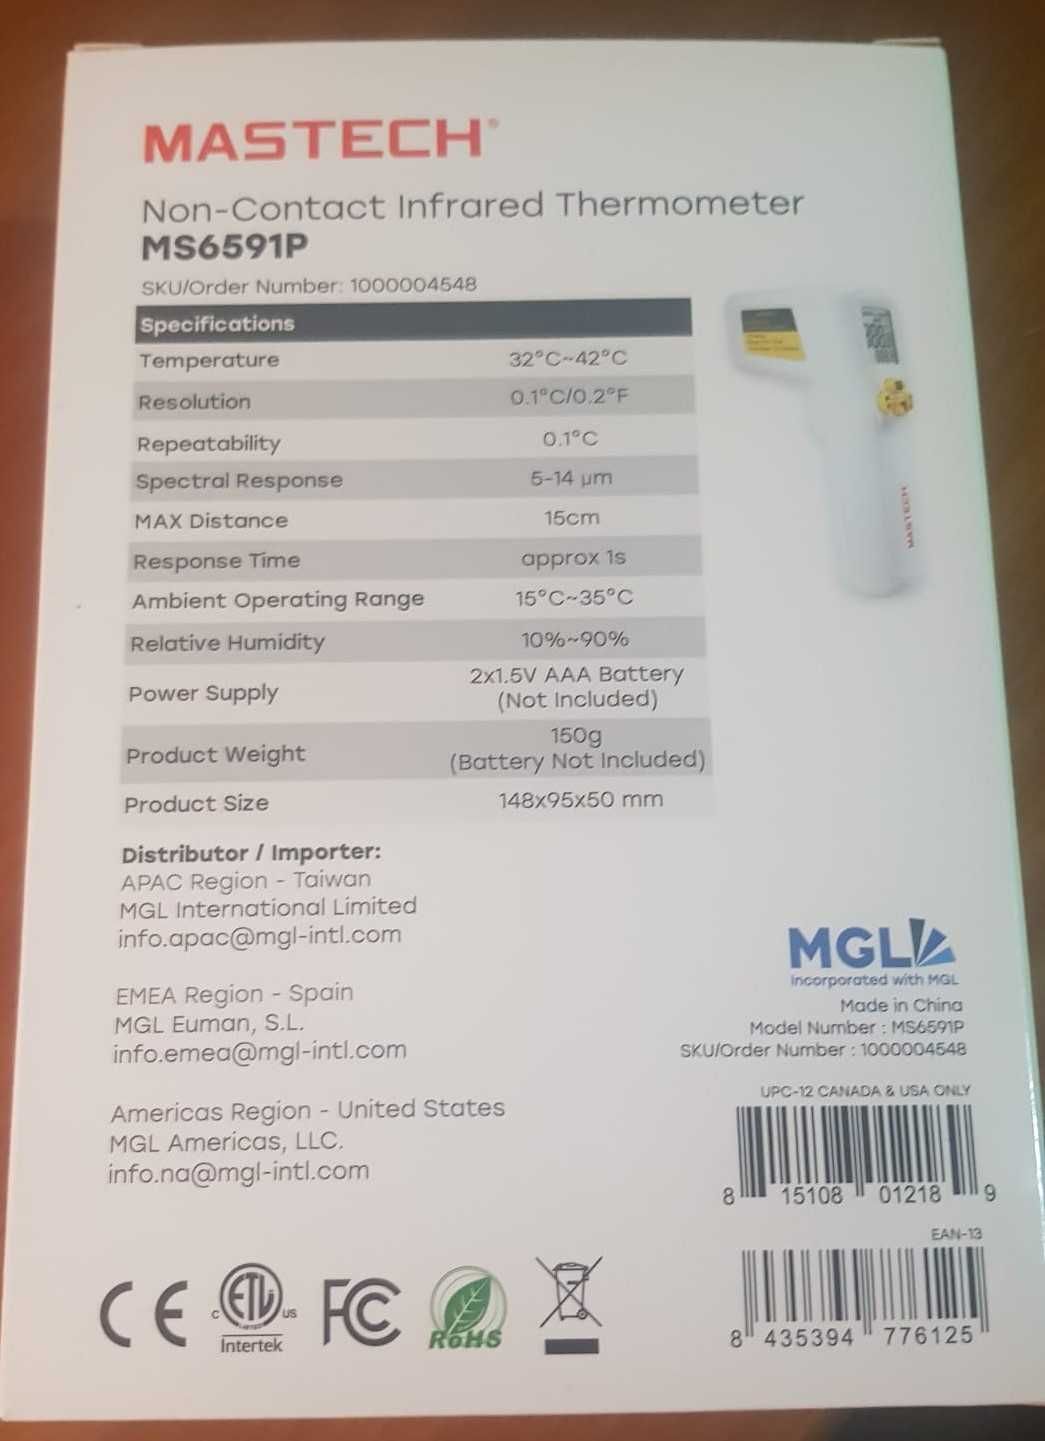 MASTECH®
Non-Contact Infrared Thermometer
MS6591P
SKU/Order Number: 1000004548
Specifications
Temperature 32°C~42°C
Resolution 0.1°C/0.2°F
Repeatability 0.1°C
Spectral Response 5-14 µm
MAX Distance 15cm
Response Time approx 1s
Ambient Operating Range 15°C~35°C
Relative Humidity 10%~90%
Power Supply 2x1.5V AAA Battery
(Not Included)
Product Weight 150g
(Battery Not Included)
Product Size 148x95x50 mm
MASTECH
Distributor / Importer:
APAC Region - Taiwan
MGL International Limited
info.apac@mgl-intl.com
EMEA Region - Spain
MGL Euman, S.L.
info.emea@mgl-intl.com
Americas Region - United States
MGL Americas, LLC.
info.na@mgl-intl.com
MGL
Incorporated with MGL
Made in China
Model Number : MS6591P
SKU/Order Number : 1000004548
UPC-12 CANADA & USA ONLY
8 15108 01218 9
EAN-13
8 435394 776125
CE
c ETL us
LISTED
Intertek
FC
RoHS